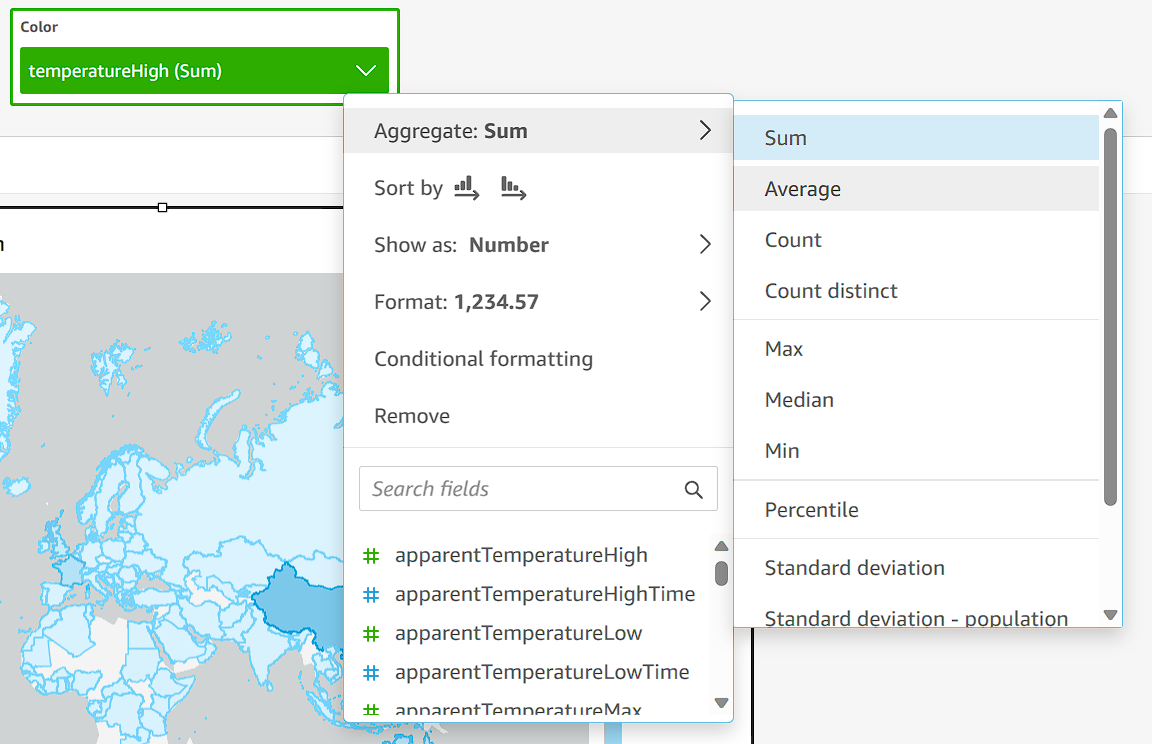 Color
temperatureHigh (Sum)
Aggregate: Sum
Sort by
Show as: Number
Format: 1,234.57
Conditional formatting
Remove
Search fields
# apparentTemperatureHigh
# apparentTemperatureHighTime
# apparentTemperatureLow
# apparentTemperatureLowTime
# apparentTemperatureMax
Sum
Average
Count
Count distinct
Max
Median
Min
Percentile
Standard deviation
Standard deviation - population